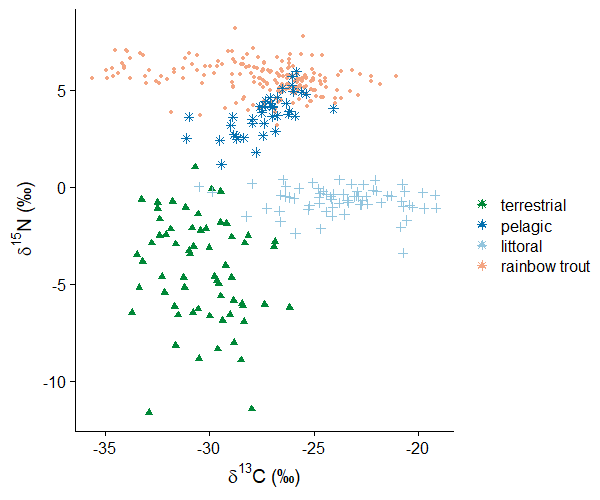 5
0
-5
-10
δ¹⁵N (‰)
-35
-30
-25
-20
δ¹³C (‰)
terrestrial
pelagic
littoral
rainbow trout